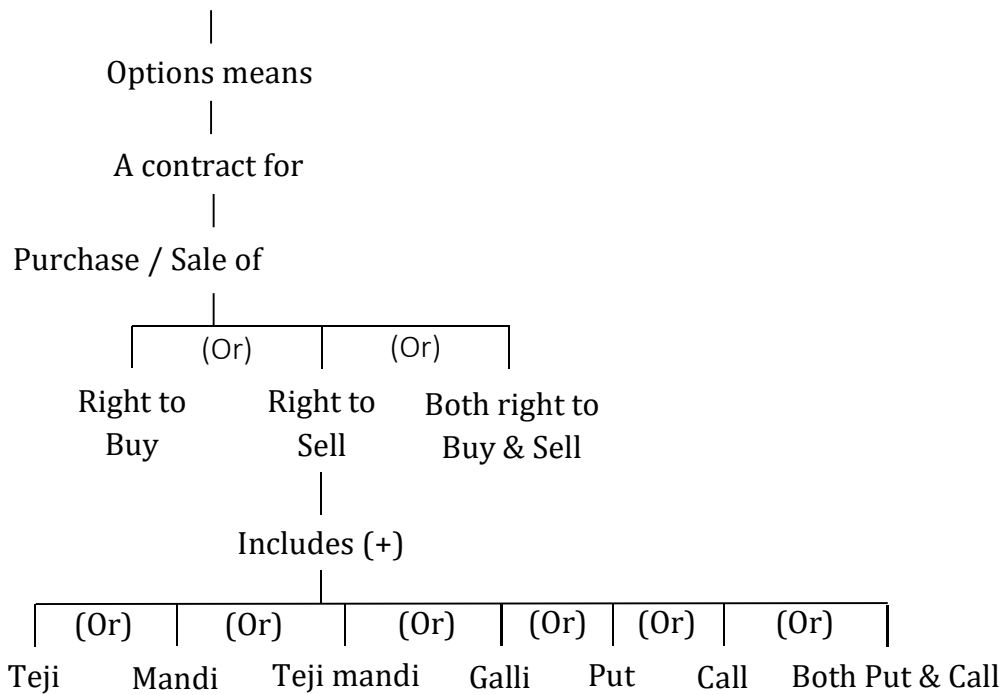 Options means
A contract for
Purchase / Sale of
(Or) (Or)
Right to Right to Both right to
Buy Sell Buy & Sell
Includes (+)
(Or) (Or) (Or) (Or) (Or) (Or)
Teji Mandi Teji mandi Galli Put Call Both Put & Call